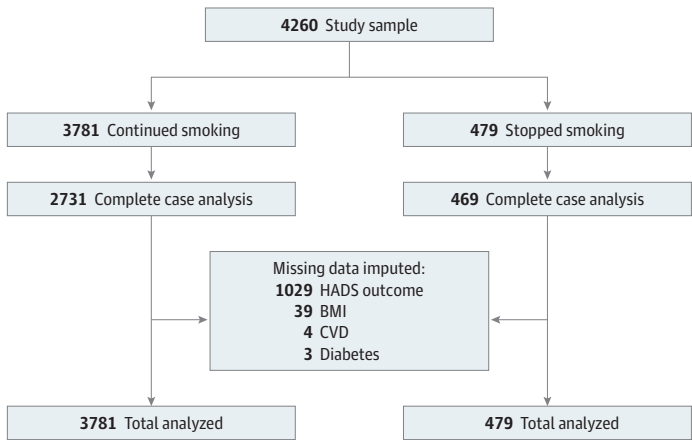 4260 Study sample
3781 Continued smoking
479 Stopped smoking
2731 Complete case analysis
469 Complete case analysis
Missing data imputed:
1029 HADS outcome
39 BMI
4 CVD
3 Diabetes
3781 Total analyzed
479 Total analyzed